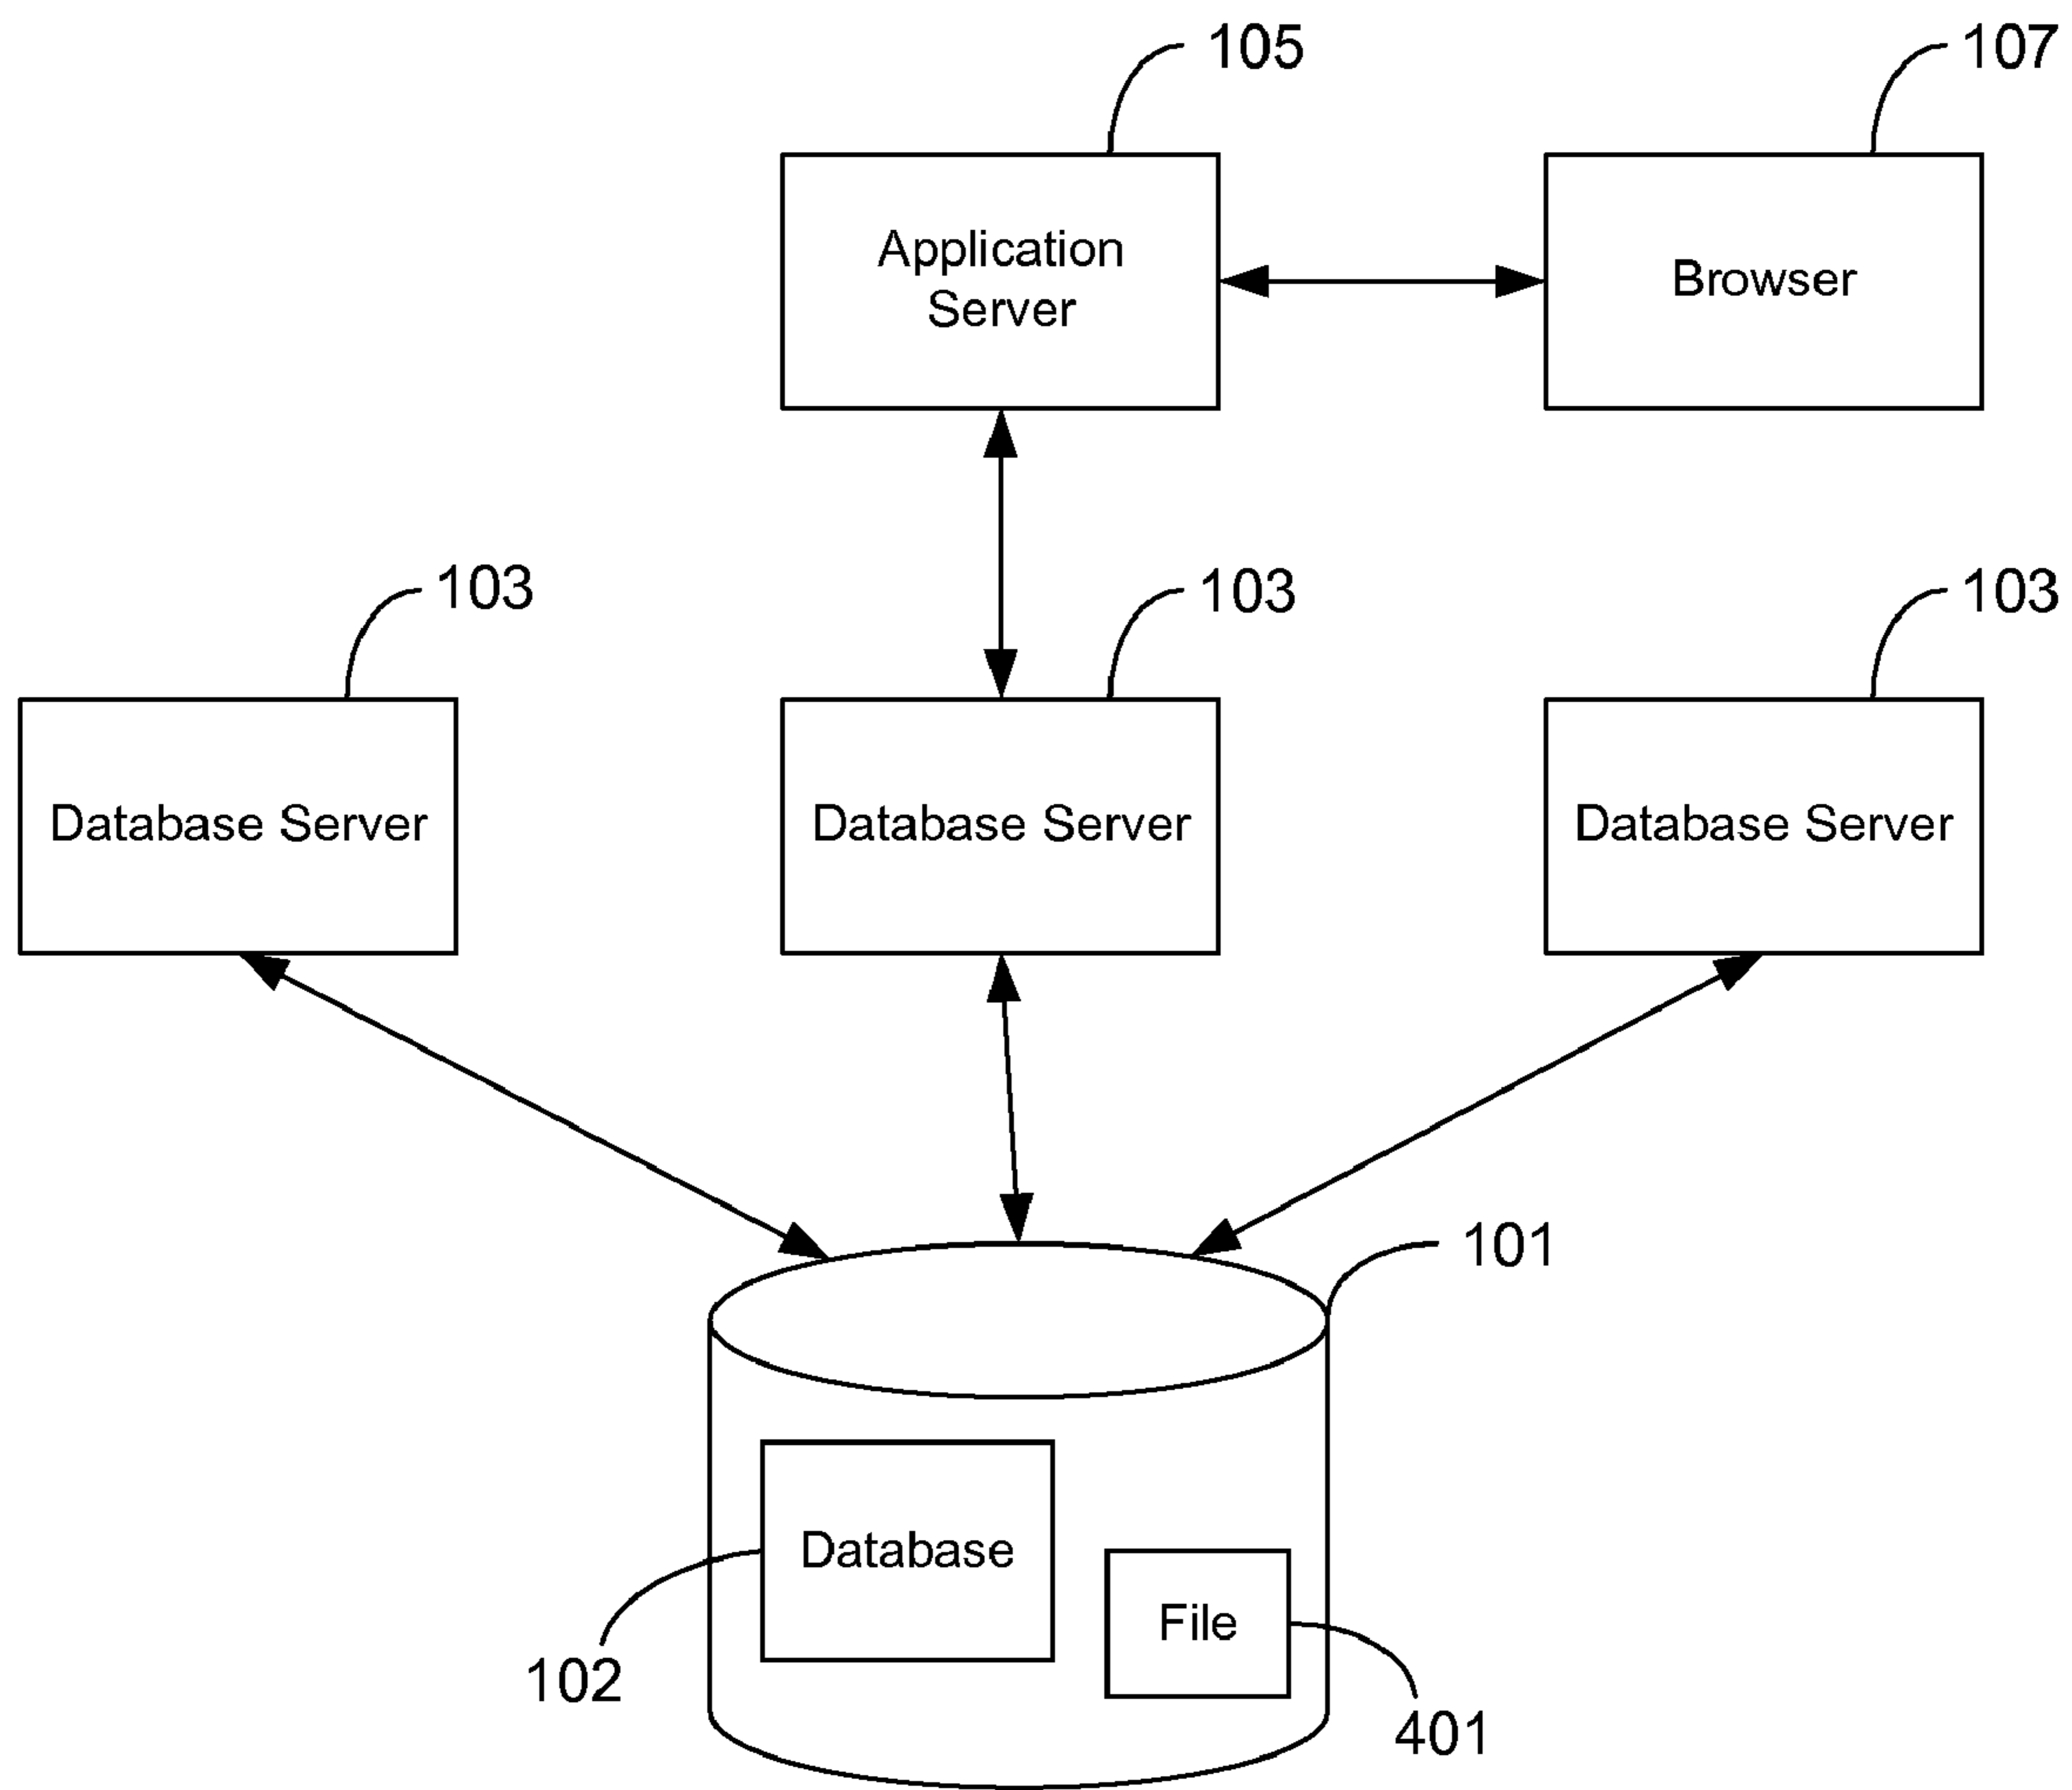 105
107
Application
Server
Browser
103
103
103
Database Server
Database Server
Database Server
101
Database
File
102
401